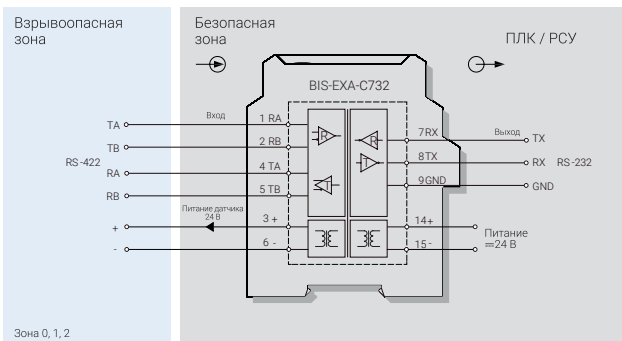 Взрывоопасная
зона
Безопасная
зона
ПЛК / РСУ
BIS-EXA-C732
Вход
Выход
TA
1 RA
R
R
7RX
TX
TB
2 RB
T
8TX
RX
RS-422
RS-232
RA
4 TA
T
9GND
GND
RB
5 TB
Питание датчика
24 В
+
3 +
14+
Питание
⎓24 В
-
6 -
15-
Зона 0, 1, 2